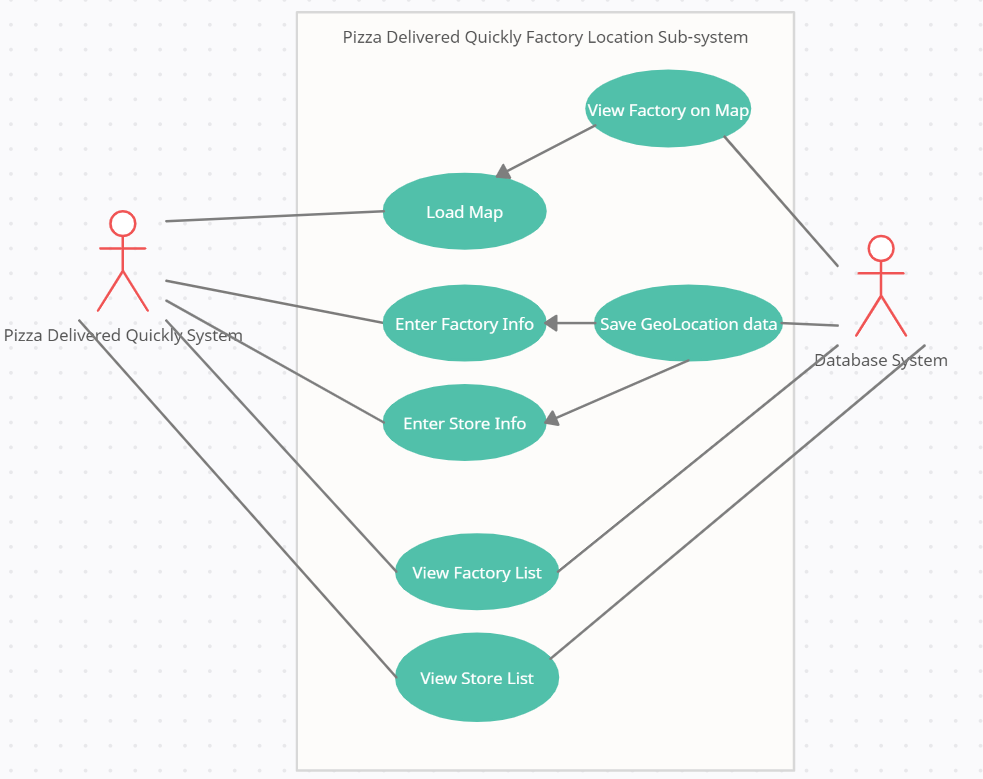 Pizza Delivered Quickly Factory Location Sub-system
View Factory on Map
Load Map
Enter Factory Info
Save GeoLocation data
Pizza Delivered Quickly System
Database System
Enter Store Info
View Factory List
View Store List